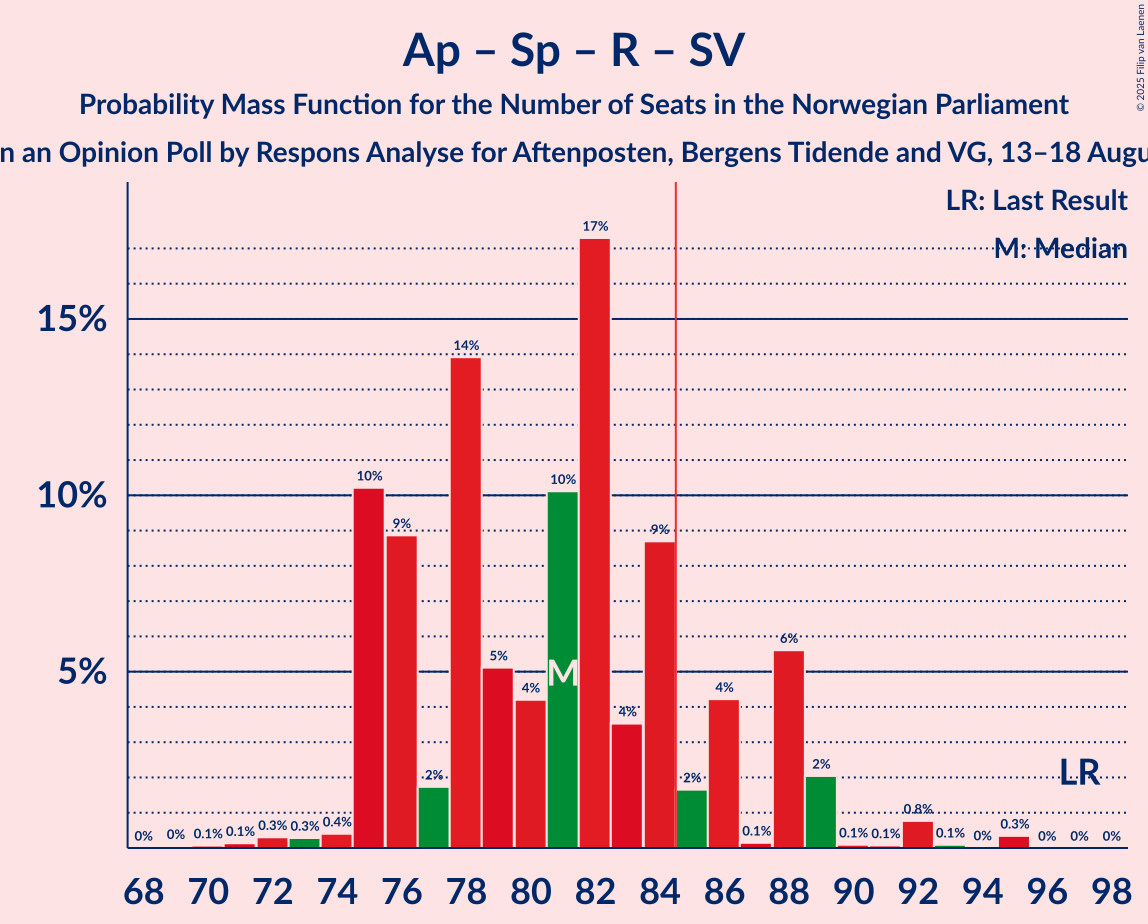 Ap – Sp – R – SV
Probability Mass Function for the Number of Seats in the Norwegian Parliament
an Opinion Poll by Respons Analyse for Aftenposten, Bergens Tidende and VG, 13–18
© 2025 Filip van Laenen
LR: Last Result
M: Median
15%
10%
5%
0% 0% 0.1% 0.1% 0.3% 0.3% 0.4% 10% 9% 2% 14% 5% 4% 10% 17% 4% 9% 2% 4% 0.1% 6% 2% 0.1% 0.1% 0.8% 0.1% 0% 0.3% 0% 0% 0%
M
LR
68 70 72 74 76 78 80 82 84 86 88 90 92 94 96 98